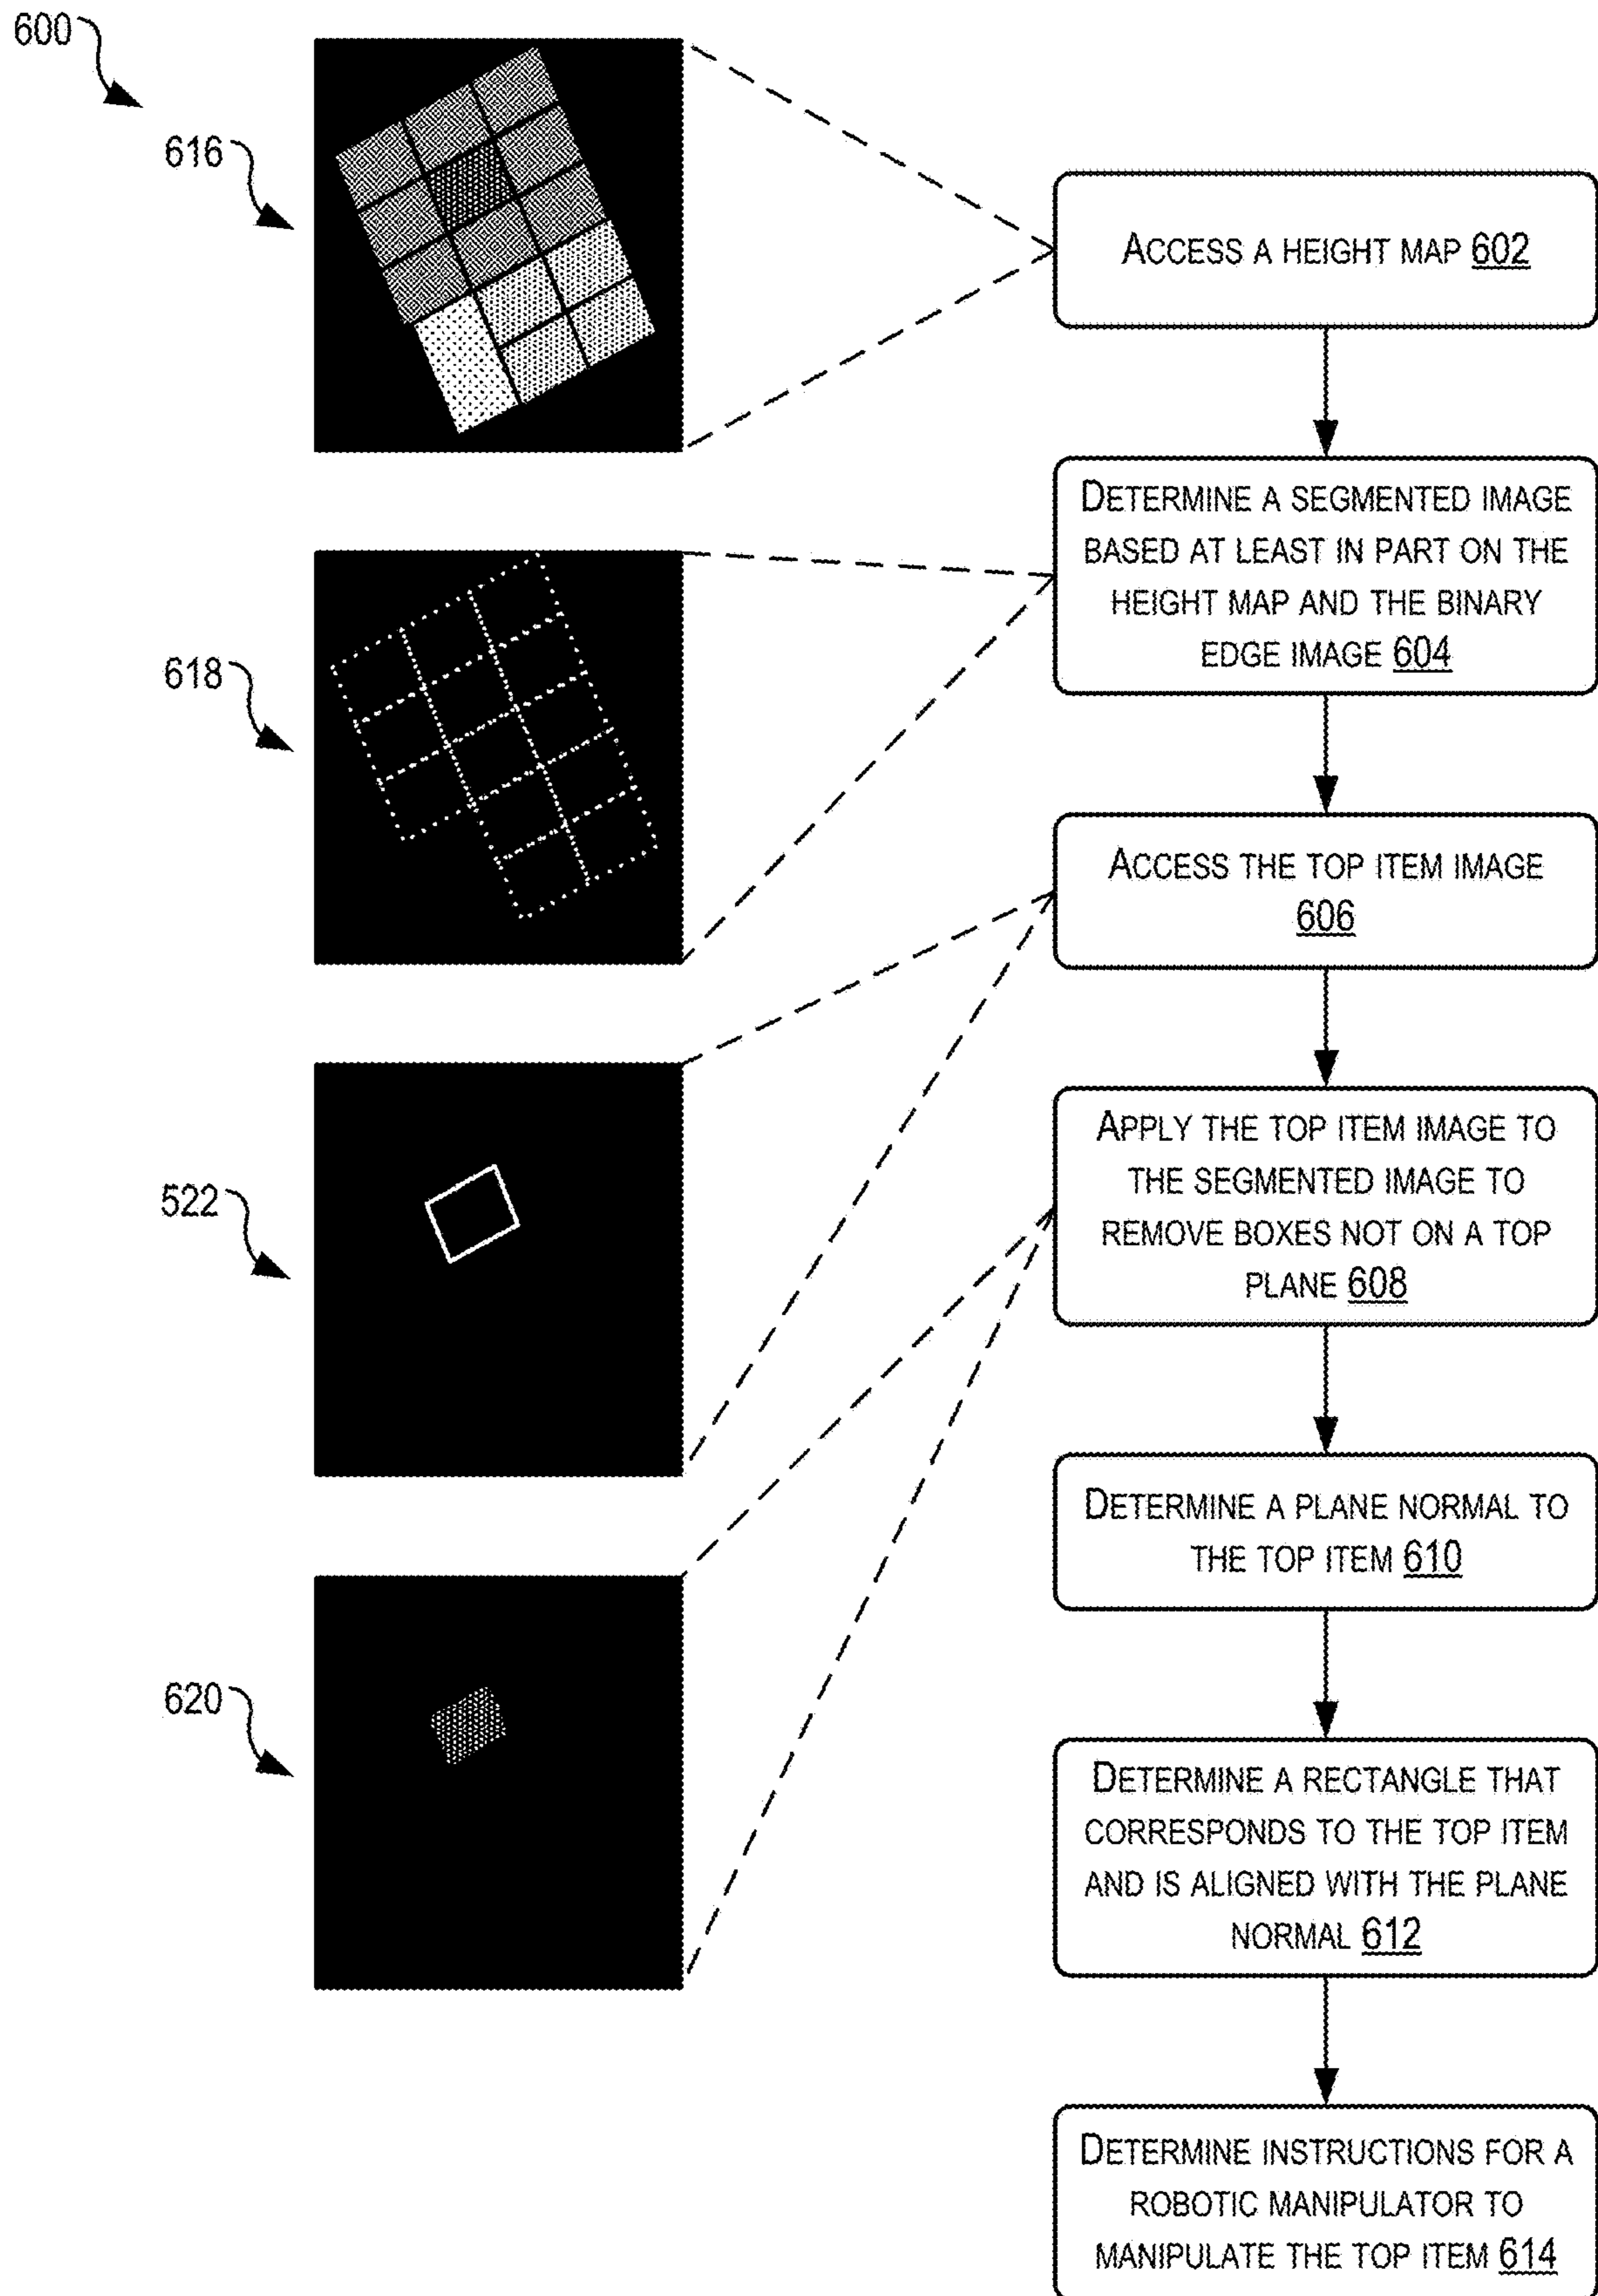 600
616
ACCESS A HEIGHT MAP 602
DETERMINE A SEGMENTED IMAGE
BASED AT LEAST IN PART ON THE
HEIGHT MAP AND THE BINARY
EDGE IMAGE 604
618
ACCESS THE TOP ITEM IMAGE
606
522
APPLY THE TOP ITEM IMAGE TO
THE SEGMENTED IMAGE TO
REMOVE BOXES NOT ON A TOP
PLANE 608
DETERMINE A PLANE NORMAL TO
THE TOP ITEM 610
620
DETERMINE A RECTANGLE THAT
CORRESPONDS TO THE TOP ITEM
AND IS ALIGNED WITH THE PLANE
NORMAL 612
DETERMINE INSTRUCTIONS FOR A
ROBOTIC MANIPULATOR TO
MANIPULATE THE TOP ITEM 614